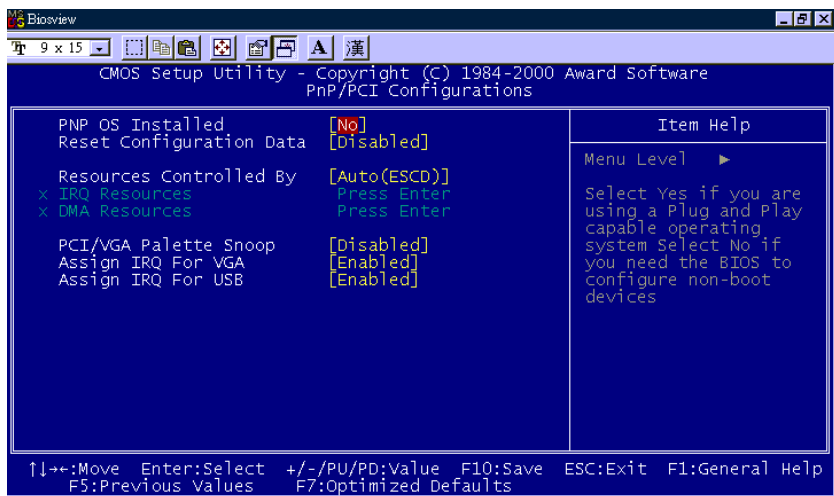 Biosview
9 x 15
A 漢
CMOS Setup Utility - Copyright (C) 1984-2000 Award Software
PnP/PCI Configurations
PNP OS Installed [No]
Reset Configuration Data [Disabled]
Resources Controlled By [Auto(ESCD)]
x IRQ Resources Press Enter
x DMA Resources Press Enter
PCI/VGA Palette Snoop [Disabled]
Assign IRQ For VGA [Enabled]
Assign IRQ For USB [Enabled]
Item Help
Menu Level ►
Select Yes if you are
using a Plug and Play
capable operating
system Select No if
you need the BIOS to
configure non-boot
devices
↑↓→←:Move Enter:Select +/-/PU/PD:Value F10:Save ESC:Exit F1:General Help
F5:Previous Values F7:Optimized Defaults